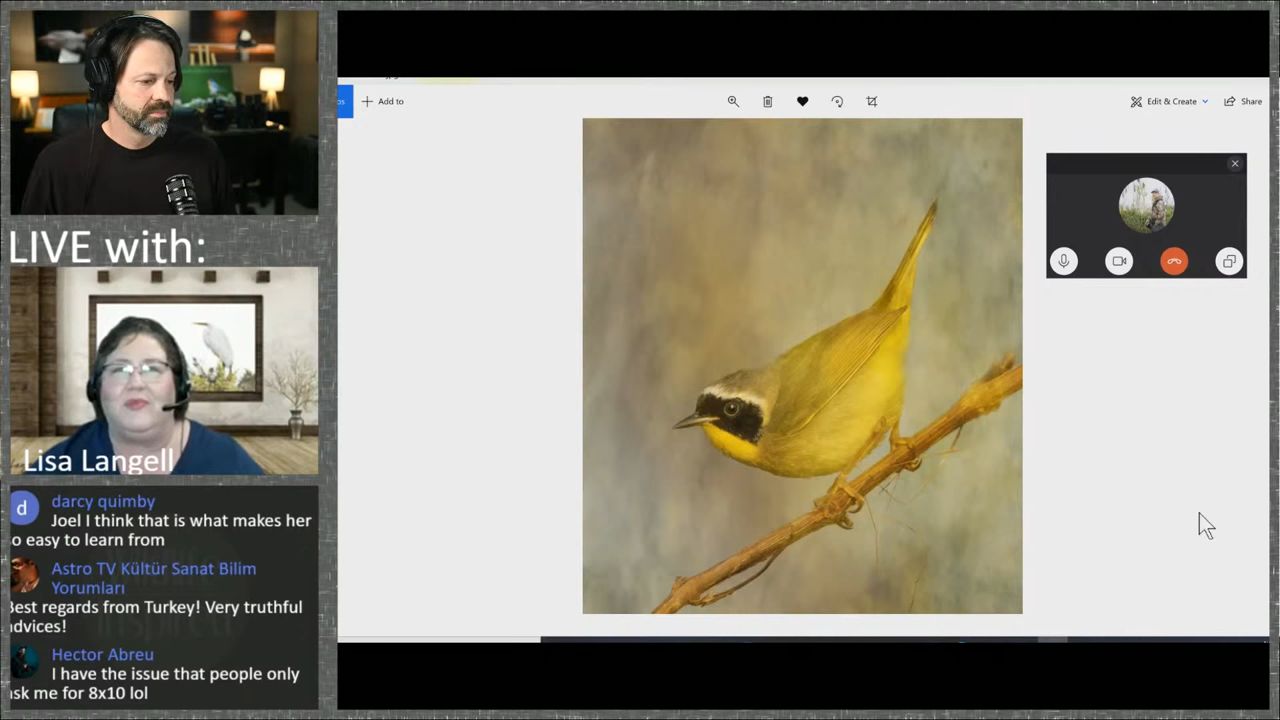 LIVE with:
Lisa Langell
d
darcy quimby
Joel I think that is what makes her
o easy to learn from
Astro TV Kültür Sanat Bilim
Yorumları
Best regards from Turkey! Very truthful
dvices!
Hector Abreu
I have the issue that people only
sk me for 8x10 lol
os
Add to
Edit & Create
Share